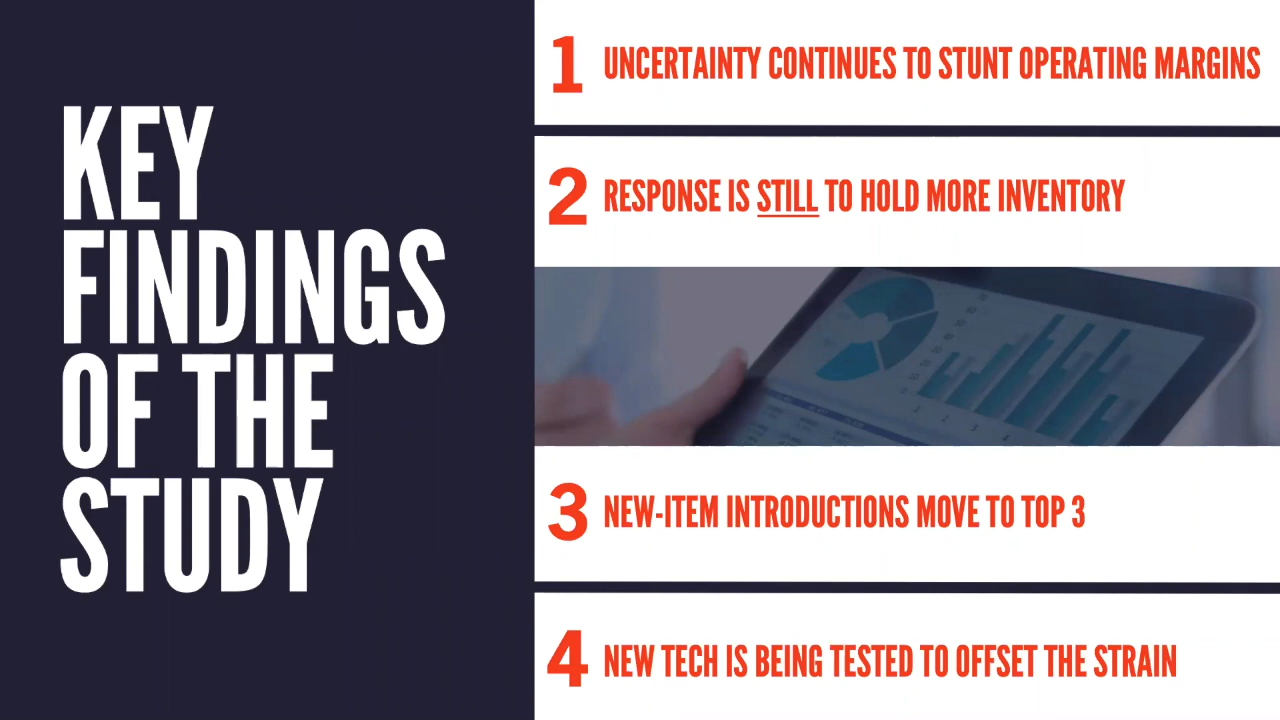 KEY
FINDINGS
OF THE
STUDY
1 UNCERTAINTY CONTINUES TO STUNT OPERATING MARGINS
2 RESPONSE IS STILL TO HOLD MORE INVENTORY
3 NEW-ITEM INTRODUCTIONS MOVE TO TOP 3
4 NEW TECH IS BEING TESTED TO OFFSET THE STRAIN